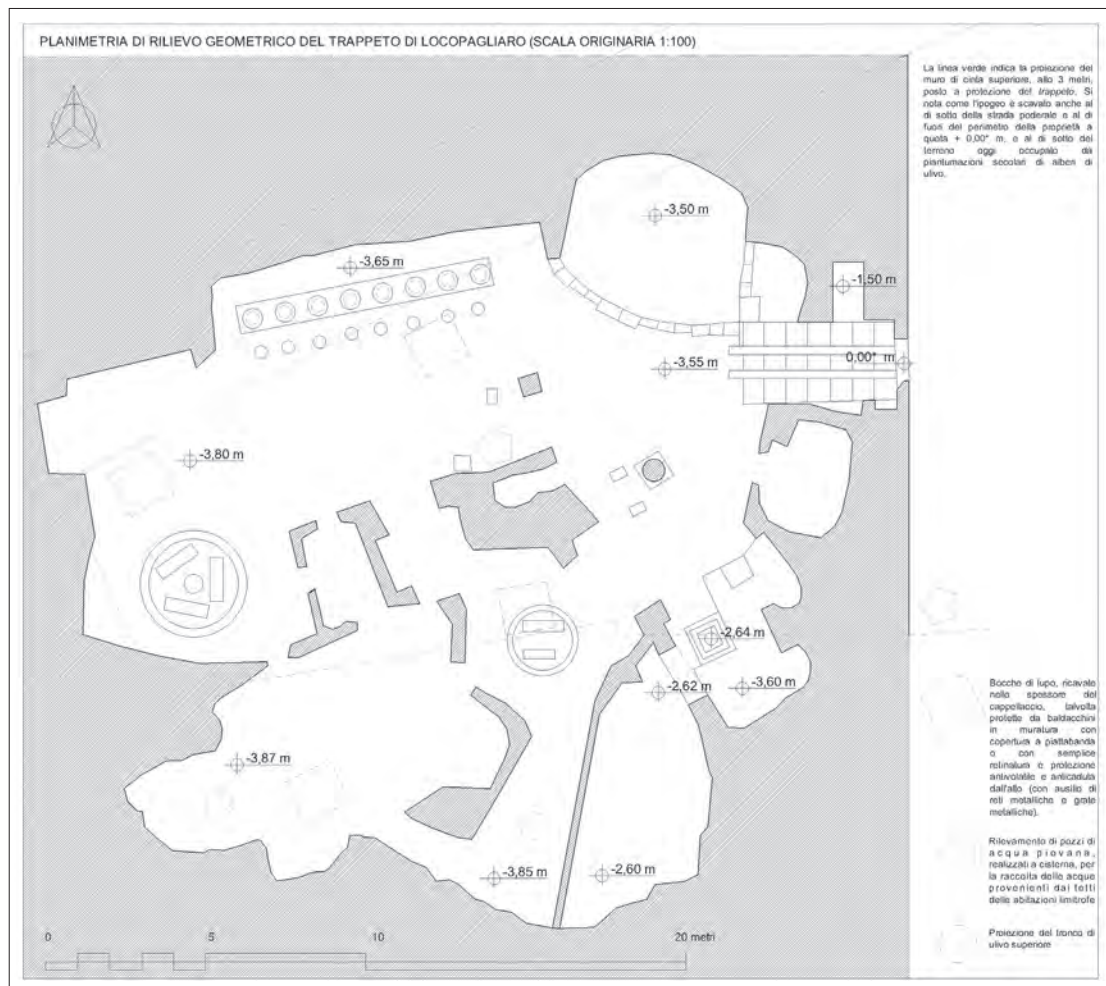 PLANIMETRIA DI RILIEVO GEOMETRICO DEL TRAPPETO DI LOCOPAGLIARO (SCALA ORIGINARIA 1:100)
La linea verde indica la proiezione del
muro di cinta superiore, alto 3 metri,
posto a protezione del trappeto. Si
nota come l'ipogeo è scavato anche al
di sotto della strada poderale e al di
fuori del perimetro della proprietà a
quota + 0,00* m, e al di sotto del
terreno oggi occupato da
piantumazioni secolari di alberi di
ulivo.
-3,50 m
-3,65 m
-1,50 m
0,00* m
-3,55 m
-3,80 m
-2,64 m
-2,62 m
-3,60 m
-3,87 m
-3,85 m
-2,60 m
Bocche di lupo, ricavate
nello spessore del
cappellaccio, talvolta
protette da baldacchini
in muratura con
copertura a piattabanda
o con semplice
retinatura e protezione
antivolatile e anticaduta
dall'alto (con ausilio di
reti metalliche o grate
metalliche).
Rilevamento di pozzi di
acqua piovana,
realizzati a cisterna, per
la raccolta delle acque
provenienti dai tetti
delle abitazioni limitrofe
Proiezione del tronco di
ulivo superiore
0 5 10 20 metri